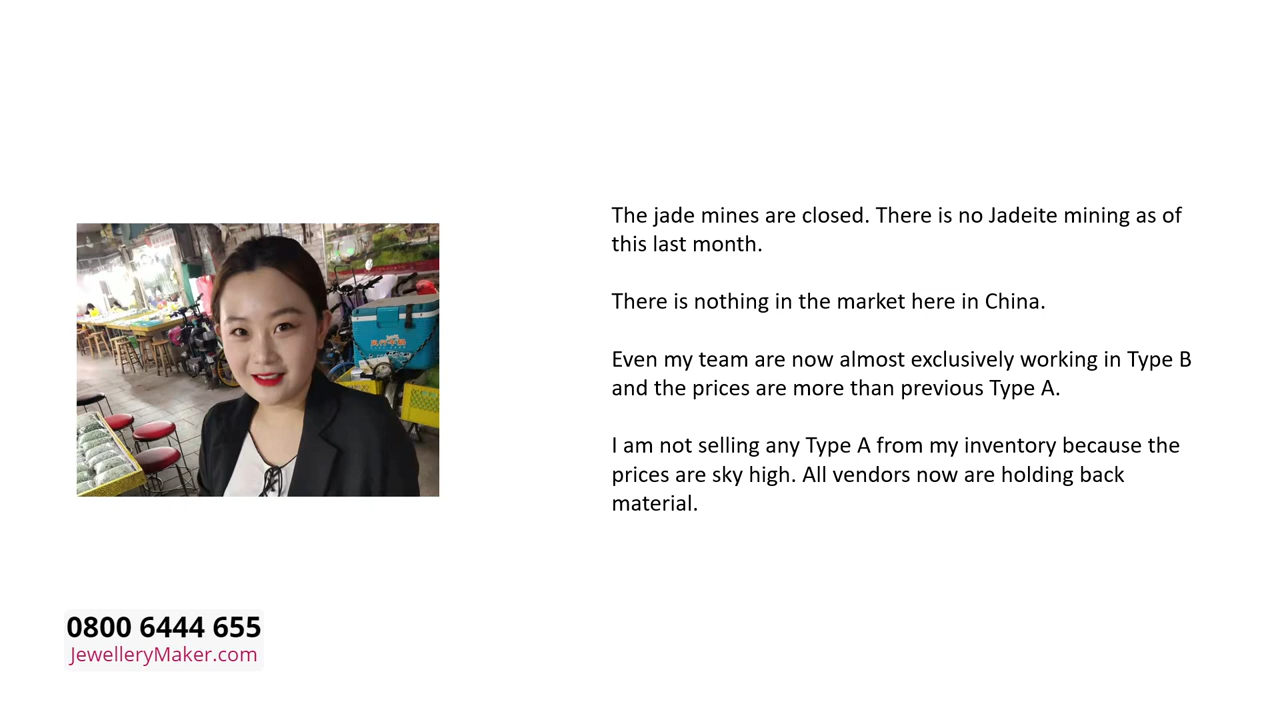 The jade mines are closed. There is no Jadeite mining as of
this last month.
There is nothing in the market here in China.
Even my team are now almost exclusively working in Type B
and the prices are more than previous Type A.
I am not selling any Type A from my inventory because the
prices are sky high. All vendors now are holding back
material.
0800 6444 655
JewelleryMaker.com